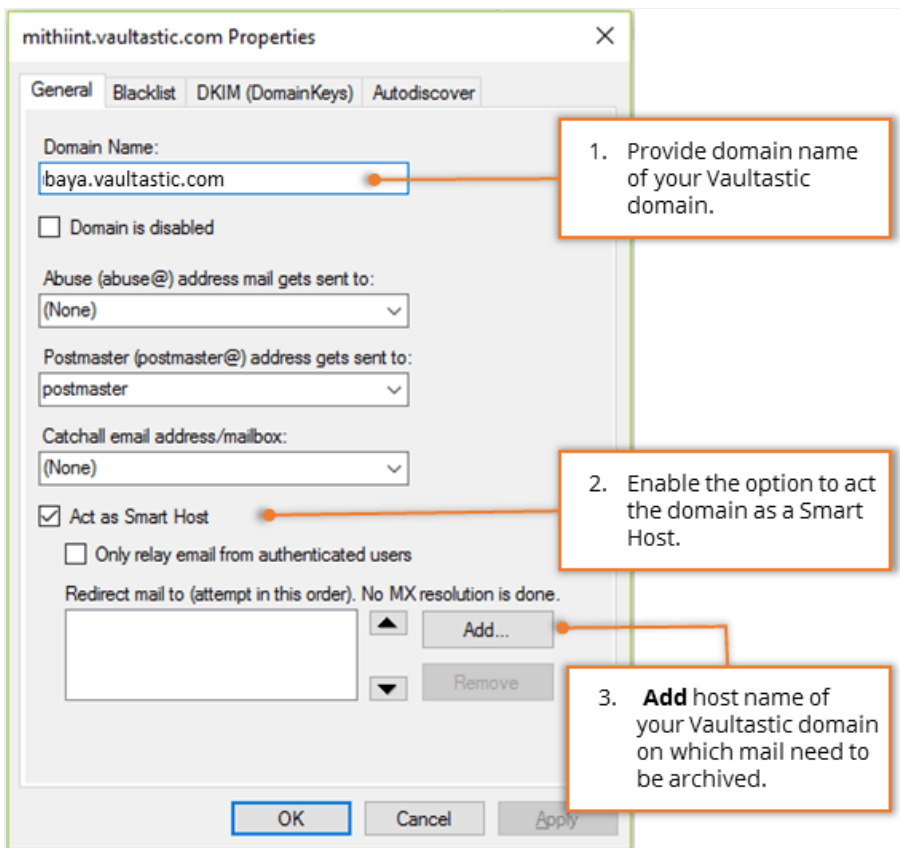 mithiint.vaultastic.com Properties
General Blacklist DKIM (DomainKeys) Autodiscover
Domain Name:
baya.vaultastic.com
1. Provide domain name
of your Vaultastic
domain.
Domain is disabled
Abuse (abuse@) address mail gets sent to:
(None)
Postmaster (postmaster@) address gets sent to:
postmaster
Catchall email address/mailbox:
(None)
2. Enable the option to act
the domain as a Smart
Host.
Act as Smart Host
Only relay email from authenticated users
Redirect mail to (attempt in this order). No MX resolution is done.
Add...
Remove
3. Add host name of
your Vaultastic domain
on which mail need to
be archived.
OK Cancel Apply